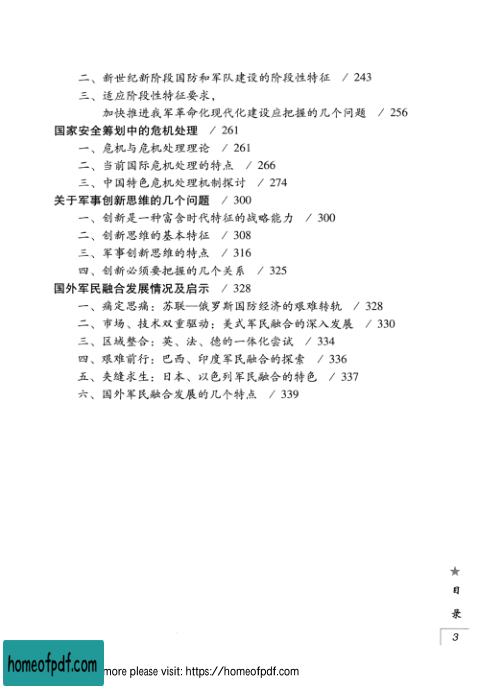 二、新世纪新阶段国防和军队建设的阶段性特征 / 243
三、适应阶段性特征要求，
加快推进我军革命化现代化建设应把握的几个问题 / 256
国家安全筹划中的危机处理 / 261
一、危机与危机处理理论 / 261
二、当前国际危机处理的特点 / 266
三、中国特色危机处理机制探讨 / 274
关于军事创新思维的几个问题 / 300
一、创新是一种富含时代特征的战略能力 / 300
二、创新思维的基本特征 / 308
三、军事创新思维的特点 / 316
四、创新必须要把握的几个关系 / 325
国外军民融合发展情况及启示 / 328
一、痛定思痛：苏联—俄罗斯国防经济的艰难转轨 / 328
二、市场、技术双重驱动：美式军民融合的深入发展 / 330
三、区域整合：英、法、德的一体化尝试 / 334
四、艰难前行：巴西、印度军民融合的探索 / 336
五、夹缝求生：日本、以色列军民融合的特色 / 337
六、国外军民融合发展的几个特点 / 339
★
目
录
3
homeofpdf.com
more please visit: https://homeofpdf.com